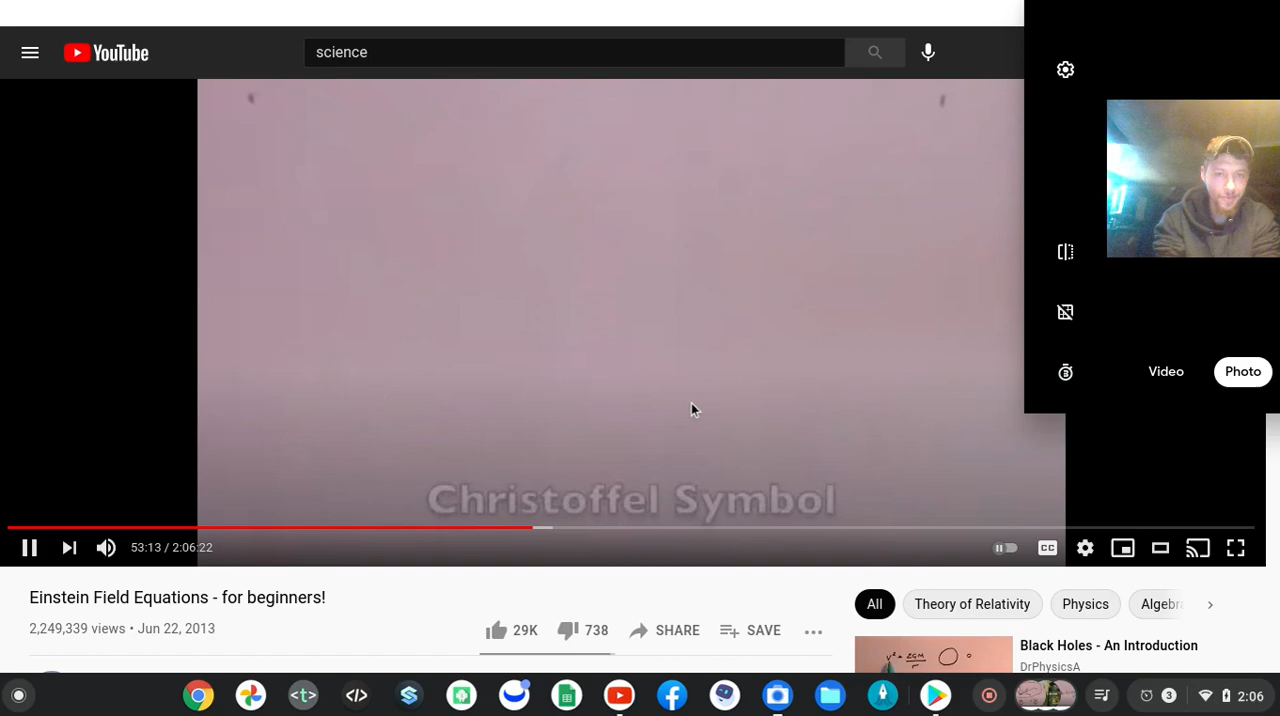 YouTube
science
Christoffel Symbol
Video
Photo
53:13 / 2:06:22
CC
Einstein Field Equations - for beginners!
2,249,339 views • Jun 22, 2013
29K
738
SHARE
SAVE
All
Theory of Relativity
Physics
Algebra
Black Holes - An Introduction
DrPhysicsA
<t>
3
2:06